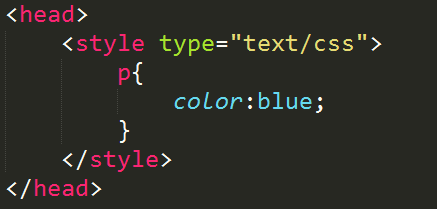 <head>
    <style type="text/css">
        p{
            color:blue;
        }
    </style>
</head>